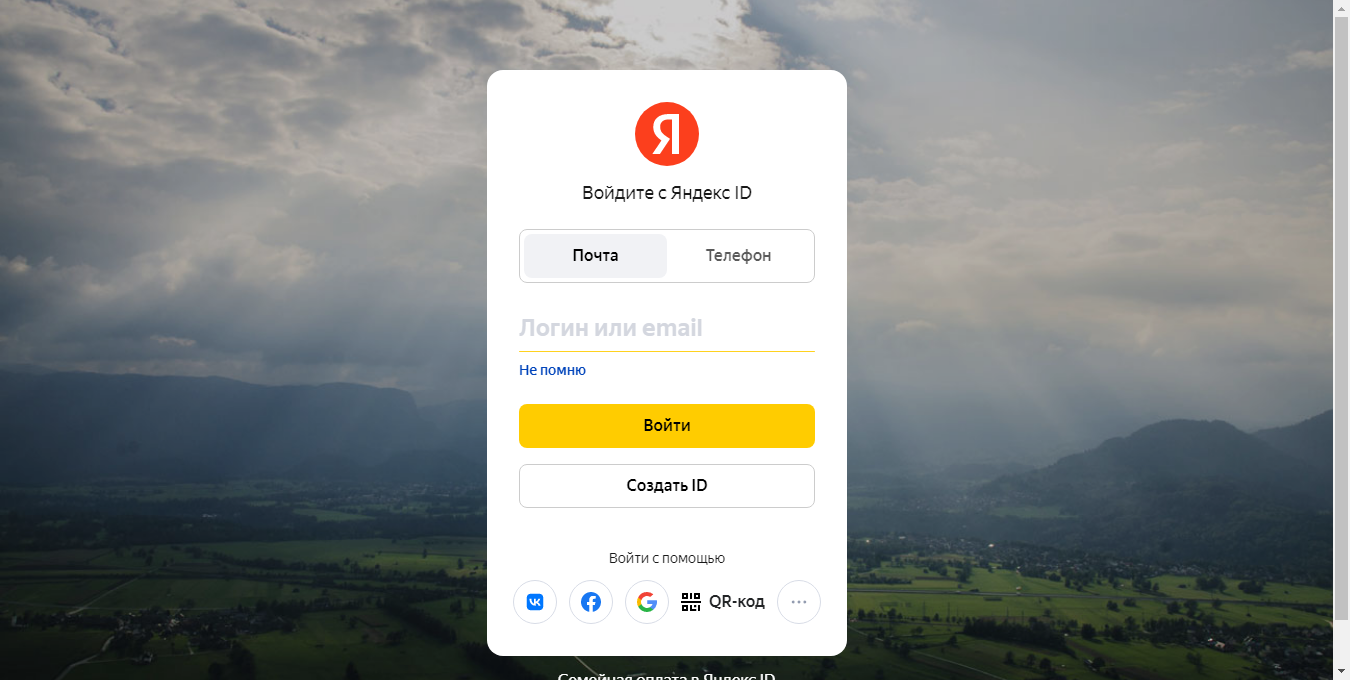 Я
Войдите с Яндекс ID
Почта Телефон
Логин или email
Не помню
Войти
Создать ID
Войти с помощью
QR-код
Семейная оплата в Яндекс ID